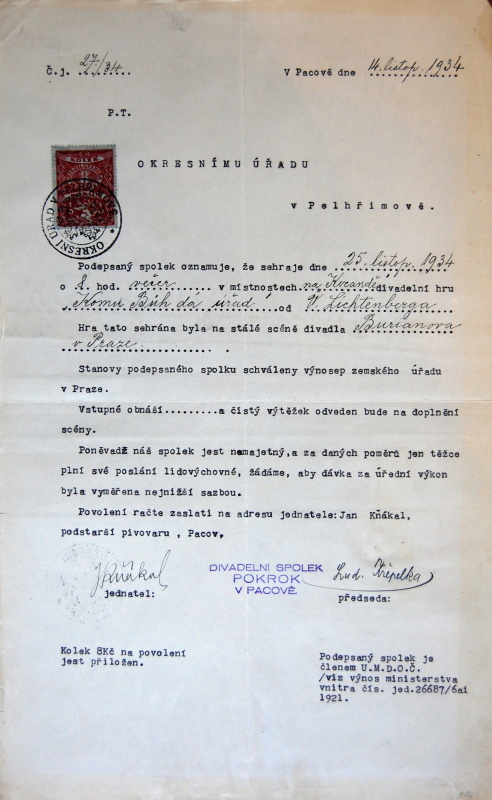 Č.j. 27/34
V Pacově dne 14. listop. 1934
P.T.
OKRESNÍMU ÚŘADU
v Pelhřimově.
KOLEK
OKRESNÍ ÚŘAD V
Podepsaný spolek oznamuje, že sehraje dne 25. listop. 1934
o 8. hod. večer v místnostech na Kocandě divadelní hru
„Komu Bůh dá úřad" od V. Lichtenberga
Hra tato sehrána byla na stálé scéně divadla Burianova
v Praze.
Stanovy podepsaného spolku schváleny výnosep zemského úřadu
v Praze.
Vstupné obnáší.........a čistý výtěžek odveden bude na doplnění
scény.
Poněvadž náš spolek jest nemajetný,a za daných poměrů jen těžce
plní své poslání lidovýchovné, žádáme, aby dávka za úřední výkon
byla vyměřena nejnižší sazbou.
Povolení račte zaslati na adresu jednatele: Jan Kňákal,
podstarší pivovaru , Pacov,
JKňákal
jednatel:
DIVADELNÍ SPOLEK
POKROK
V PACOVĚ.
Lud. Křepelka
předseda:
Kolek 8Kč na povolení
jest přiložen.
Podepsaný spolek je
členem U.M.D.O.Č.
/viz výnos ministerstva
vnitra čís. jed.26687/6ai
1921.